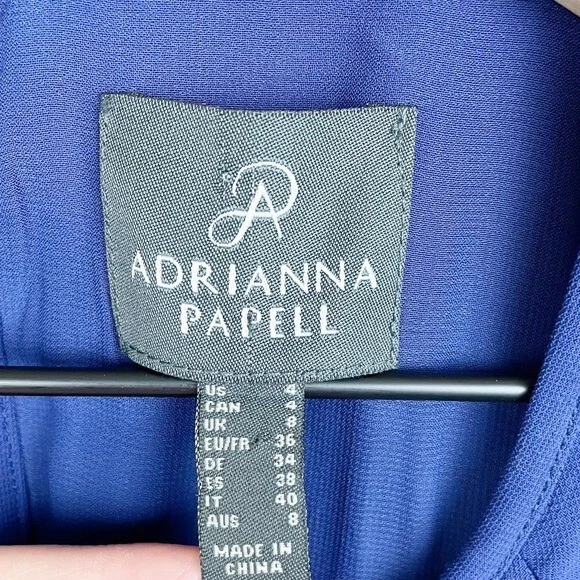 ADRIANNA
PAPELL
US 4
CAN 4
UK 8
EU/FR 36
DE 34
ES 38
IT 40
AUS 8
MADE IN
CHINA